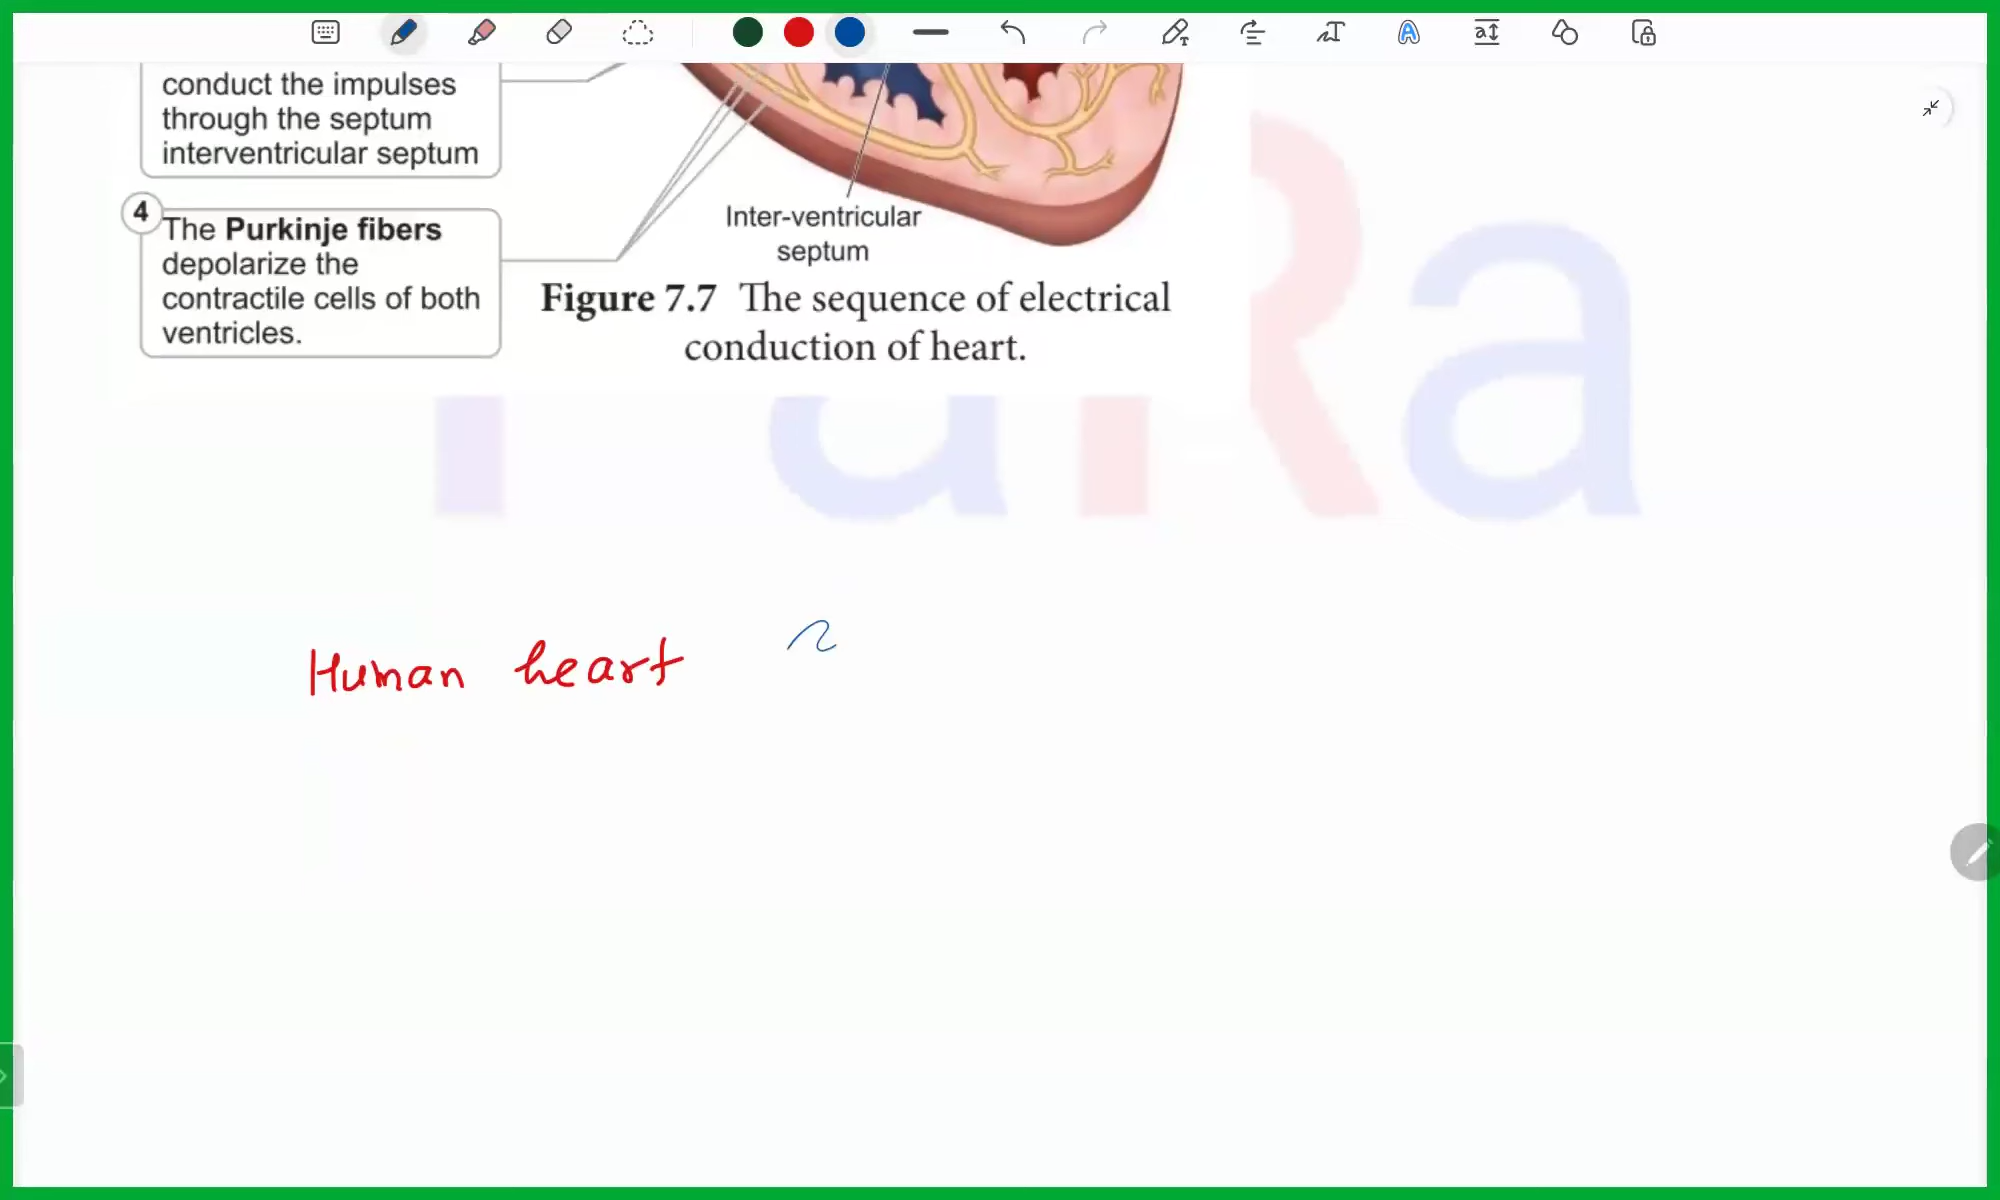 conduct the impulses
through the septum
interventricular septum
4
The Purkinje fibers
depolarize the
contractile cells of both
ventricles.
Inter-ventricular
septum
Figure 7.7 The sequence of electrical
conduction of heart.
Human heart